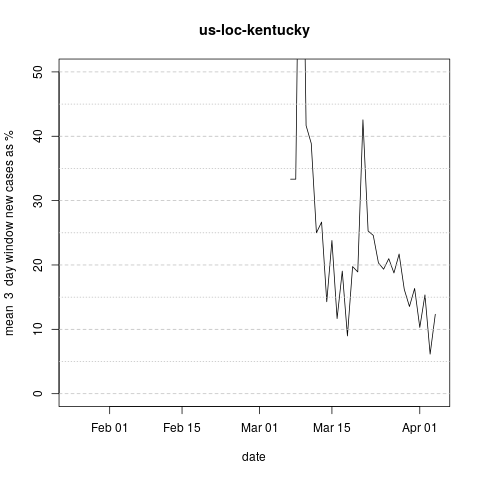 us-loc-kentucky
mean  3  day window new cases as %
50
40
30
20
10
0
Feb 01
Feb 15
Mar 01
Mar 15
Apr 01
date